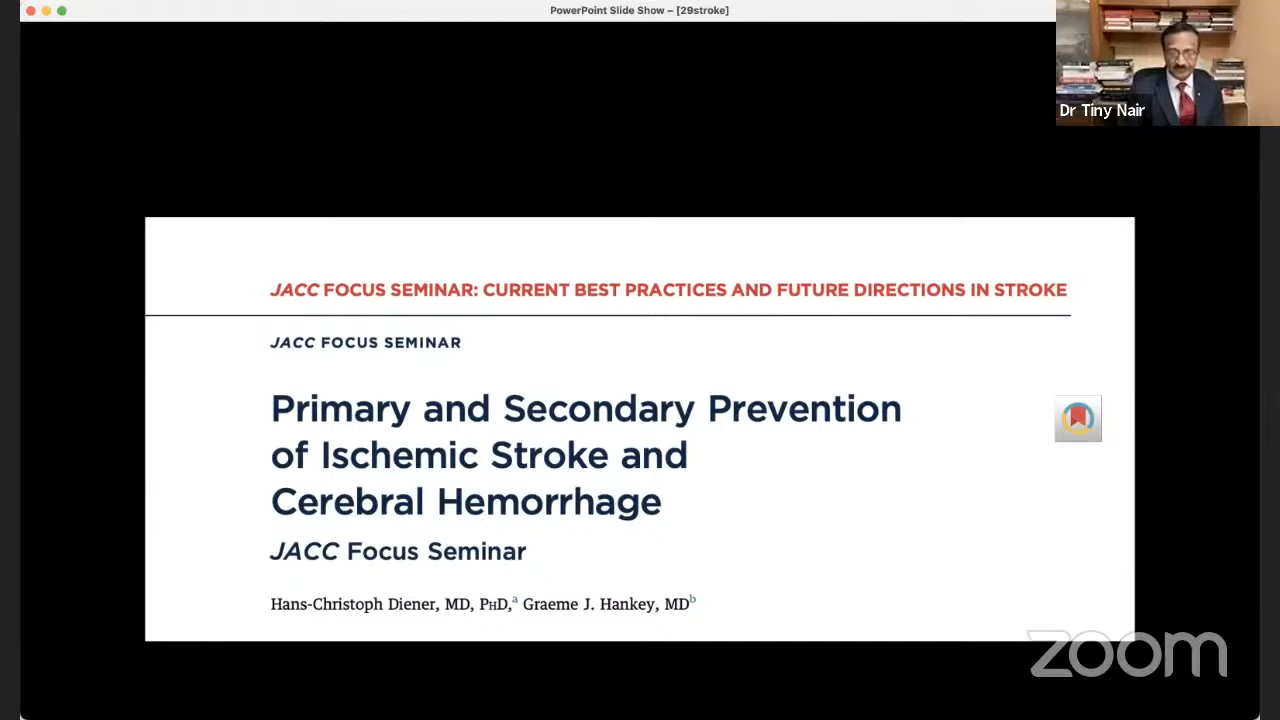 PowerPoint Slide Show – [29stroke]
Dr Tiny Nair
JACC FOCUS SEMINAR: CURRENT BEST PRACTICES AND FUTURE DIRECTIONS IN STROKE
JACC FOCUS SEMINAR
Primary and Secondary Prevention
of Ischemic Stroke and
Cerebral Hemorrhage
JACC Focus Seminar
Hans-Christoph Diener, MD, PhD,a Graeme J. Hankey, MDb
zoom